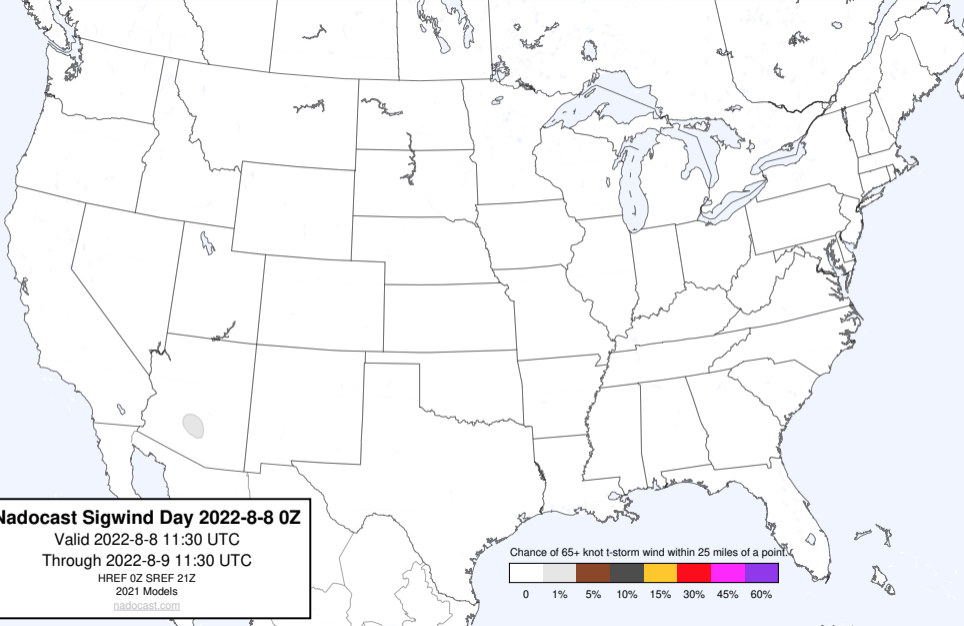 Nadocast Sigwind Day 2022-8-8 0Z
Valid 2022-8-8 11:30 UTC
Through 2022-8-9 11:30 UTC
HREF 0Z SREF 21Z
2021 Models
nadocast.com
Chance of 65+ knot t-storm wind within 25 miles of a point.
0 1% 5% 10% 15% 30% 45% 60%